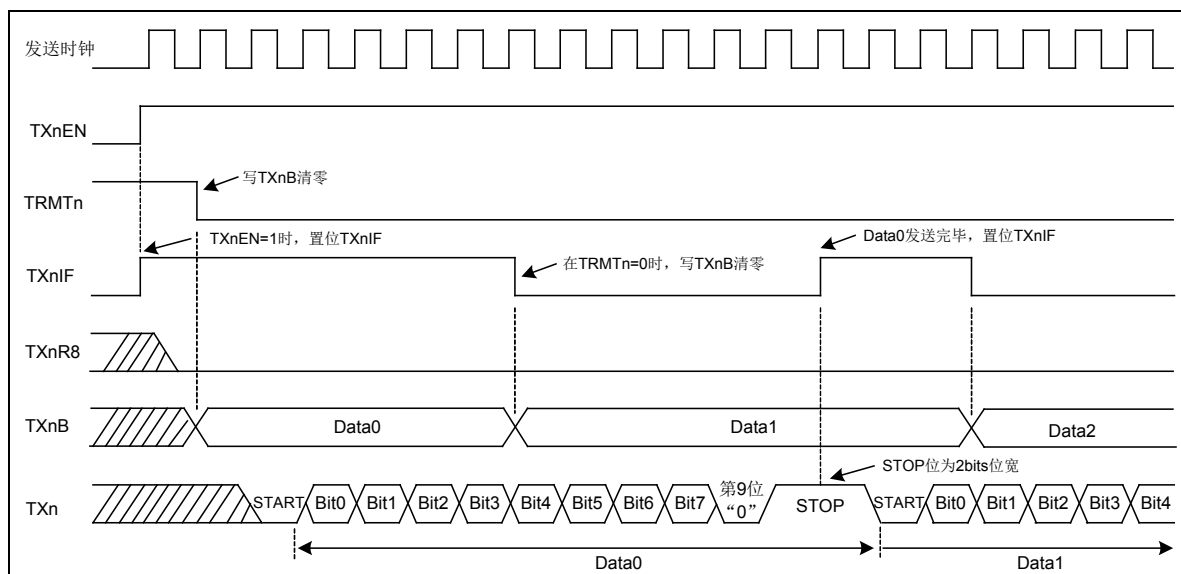 发送时钟
TXnEN
写TXnB清零
TRMTn
TXnEN=1时，置位TXnIF
Data0发送完毕，置位TXnIF
TXnIF
在TRMTn=0时，写TXnB清零
TXnR8
TXnB
Data0
Data1
Data2
STOP位为2bits位宽
TXn
START
Bit0
Bit1
Bit2
Bit3
Bit4
Bit5
Bit6
Bit7
第9位
“0”
STOP
START
Bit0
Bit1
Bit2
Bit3
Bit4
Data0
Data1